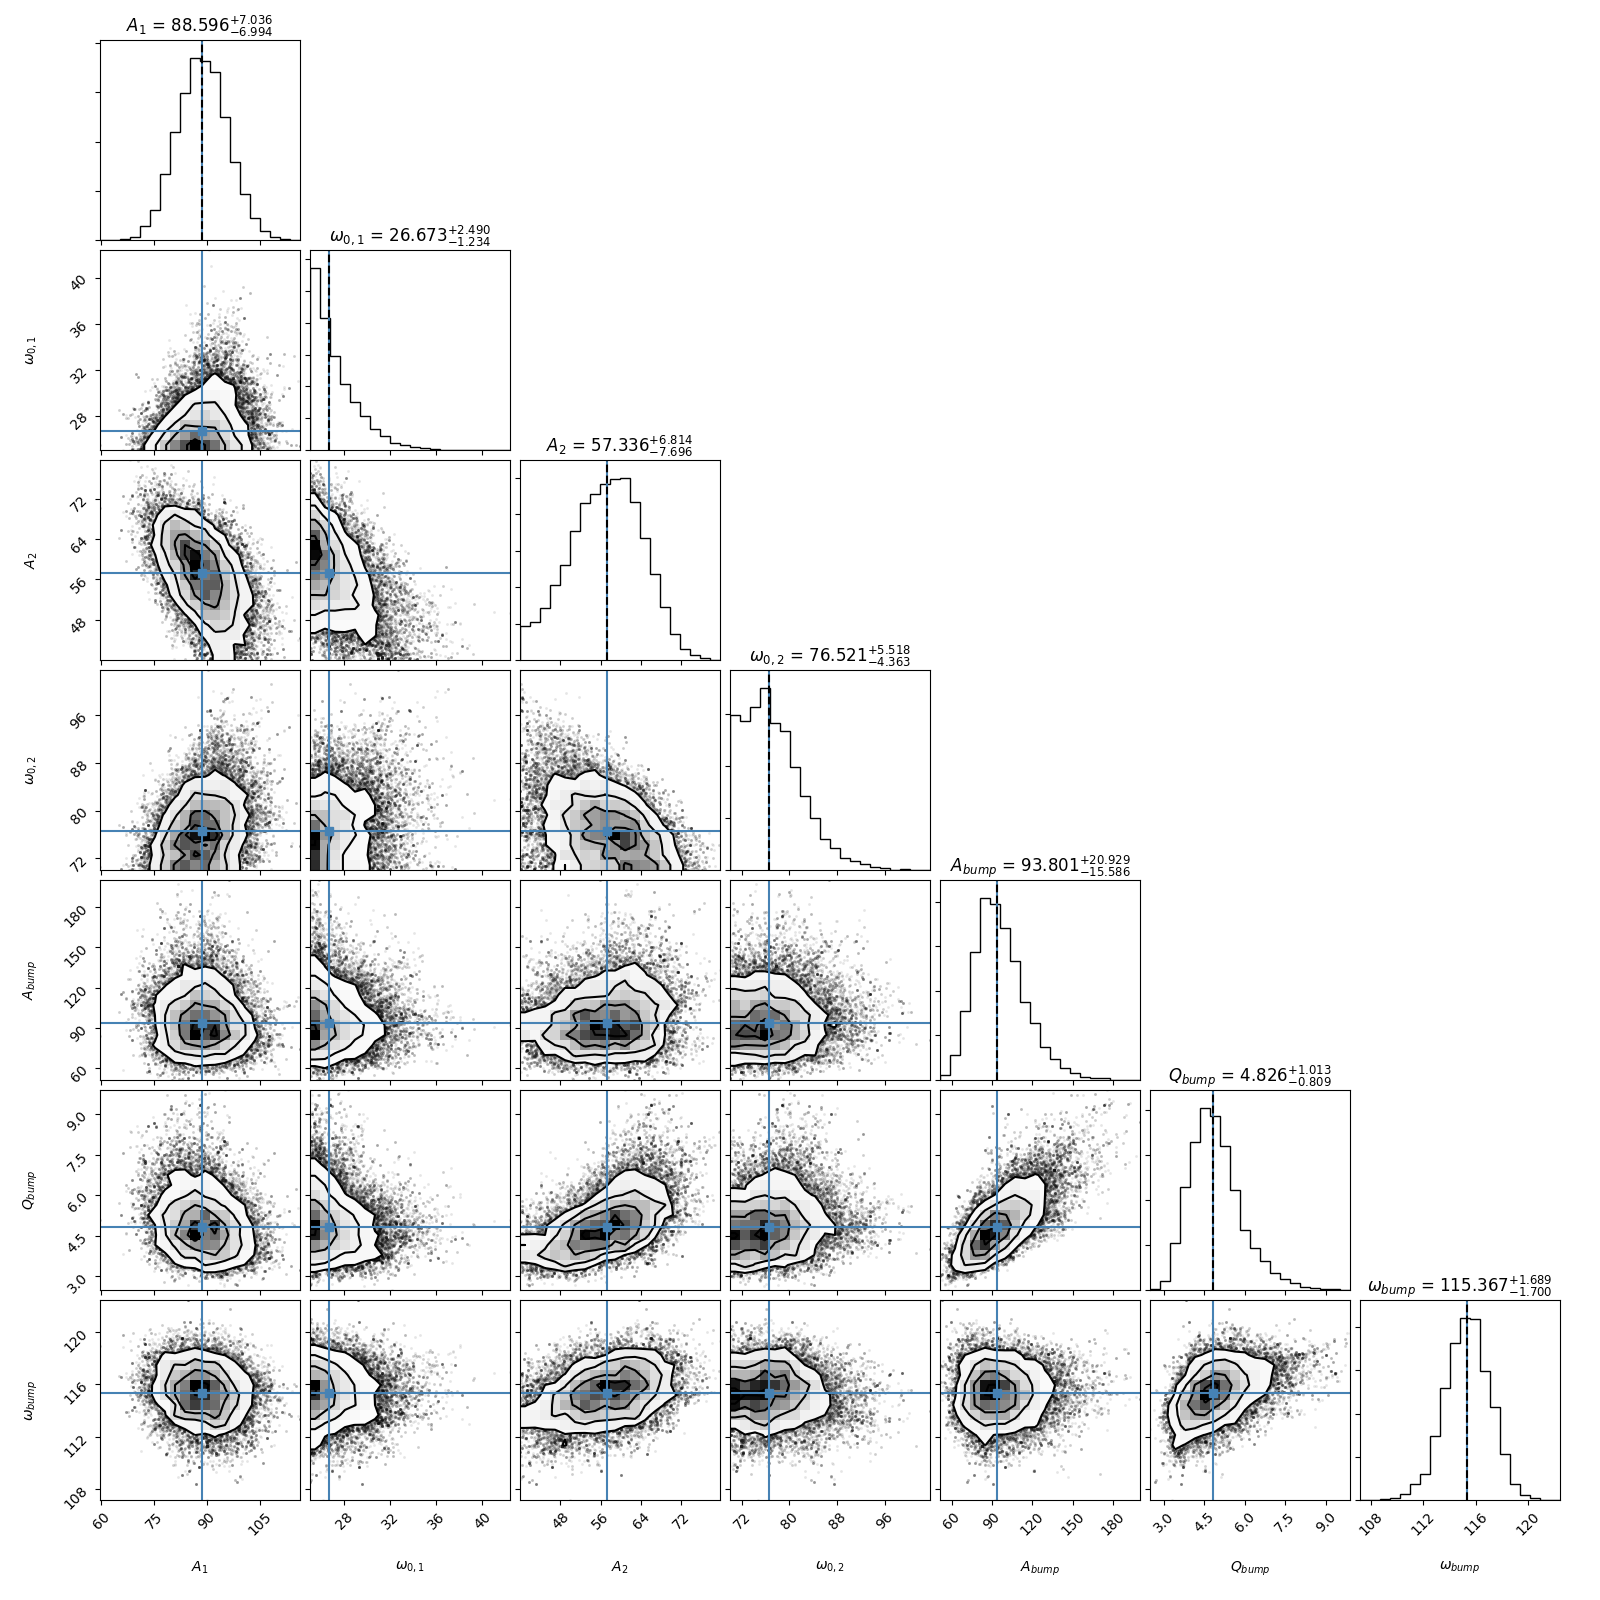 A_1 = 88.596^{+7.036}_{-6.994}
ω_{0,1} = 26.673^{+2.490}_{-1.234}
40
36
32
28
ω_{0,1}
A_2 = 57.336^{+6.814}_{-7.696}
72
64
56
48
A_2
ω_{0,2} = 76.521^{+5.518}_{-4.363}
96
88
80
72
ω_{0,2}
A_{bump} = 93.801^{+20.929}_{-15.586}
180
150
120
90
60
A_{bump}
Q_{bump} = 4.826^{+1.013}_{-0.809}
9.0
7.5
6.0
4.5
3.0
Q_{bump}
ω_{bump} = 115.367^{+1.689}_{-1.700}
120
116
112
108
ω_{bump}
60 75 90 105 28 32 36 40 48 56 64 72 72 80 88 96 60 90 120 150 180 3.0 4.5 6.0 7.5 9.0 108 112 116 120
A_1 ω_{0,1} A_2 ω_{0,2} A_{bump} Q_{bump} ω_{bump}